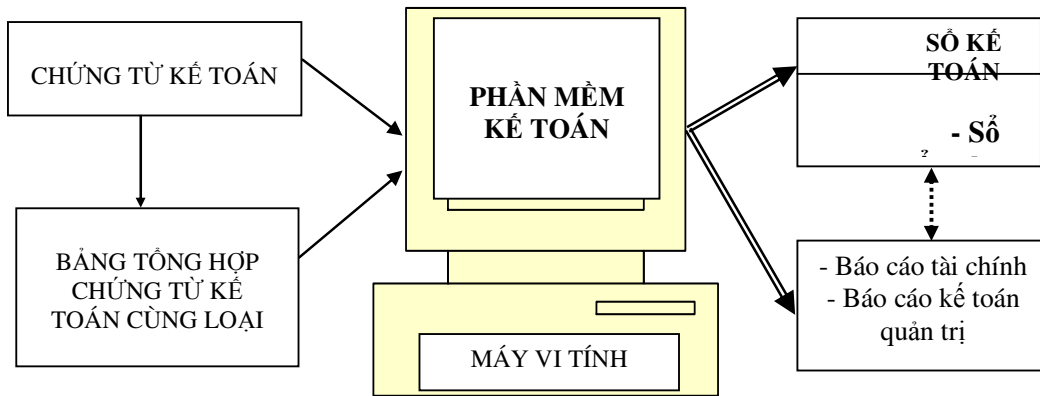 CHỨNG TỪ KẾ TOÁN
BẢNG TỔNG HỢP
CHỨNG TỪ KẾ
TOÁN CÙNG LOẠI
PHẦN MỀM
KẾ TOÁN
MÁY VI TÍNH
SỔ KẾ
TOÁN
- Sổ
- Báo cáo tài chính
- Báo cáo kế toán
quản trị